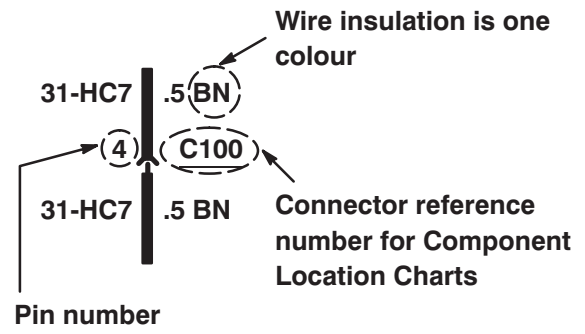 Wire insulation is one
colour
31-HC7 .5 BN
4 C100
31-HC7 .5 BN
Connector reference
number for Component
Location Charts
Pin number